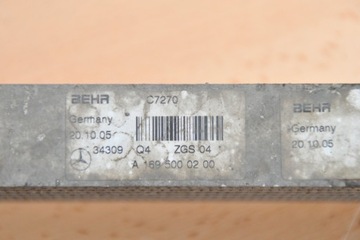 BEHR C7270
Germany
20.10.05
34309 Q4 ZGS 04
A 169 500 02 00
BEHR
Germany
20.10.05